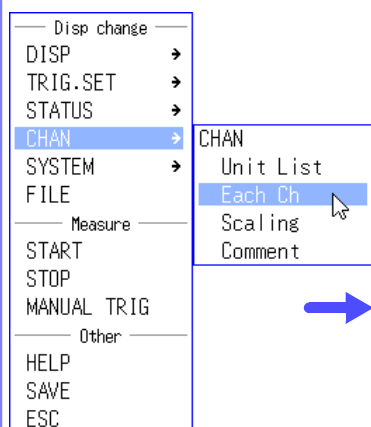 Disp change
DISP
TRIG.SET
STATUS
CHAN
SYSTEM
FILE
Measure
START
STOP
MANUAL TRIG
Other
HELP
SAVE
ESC
CHAN
Unit List
Each Ch
Scaling
Comment